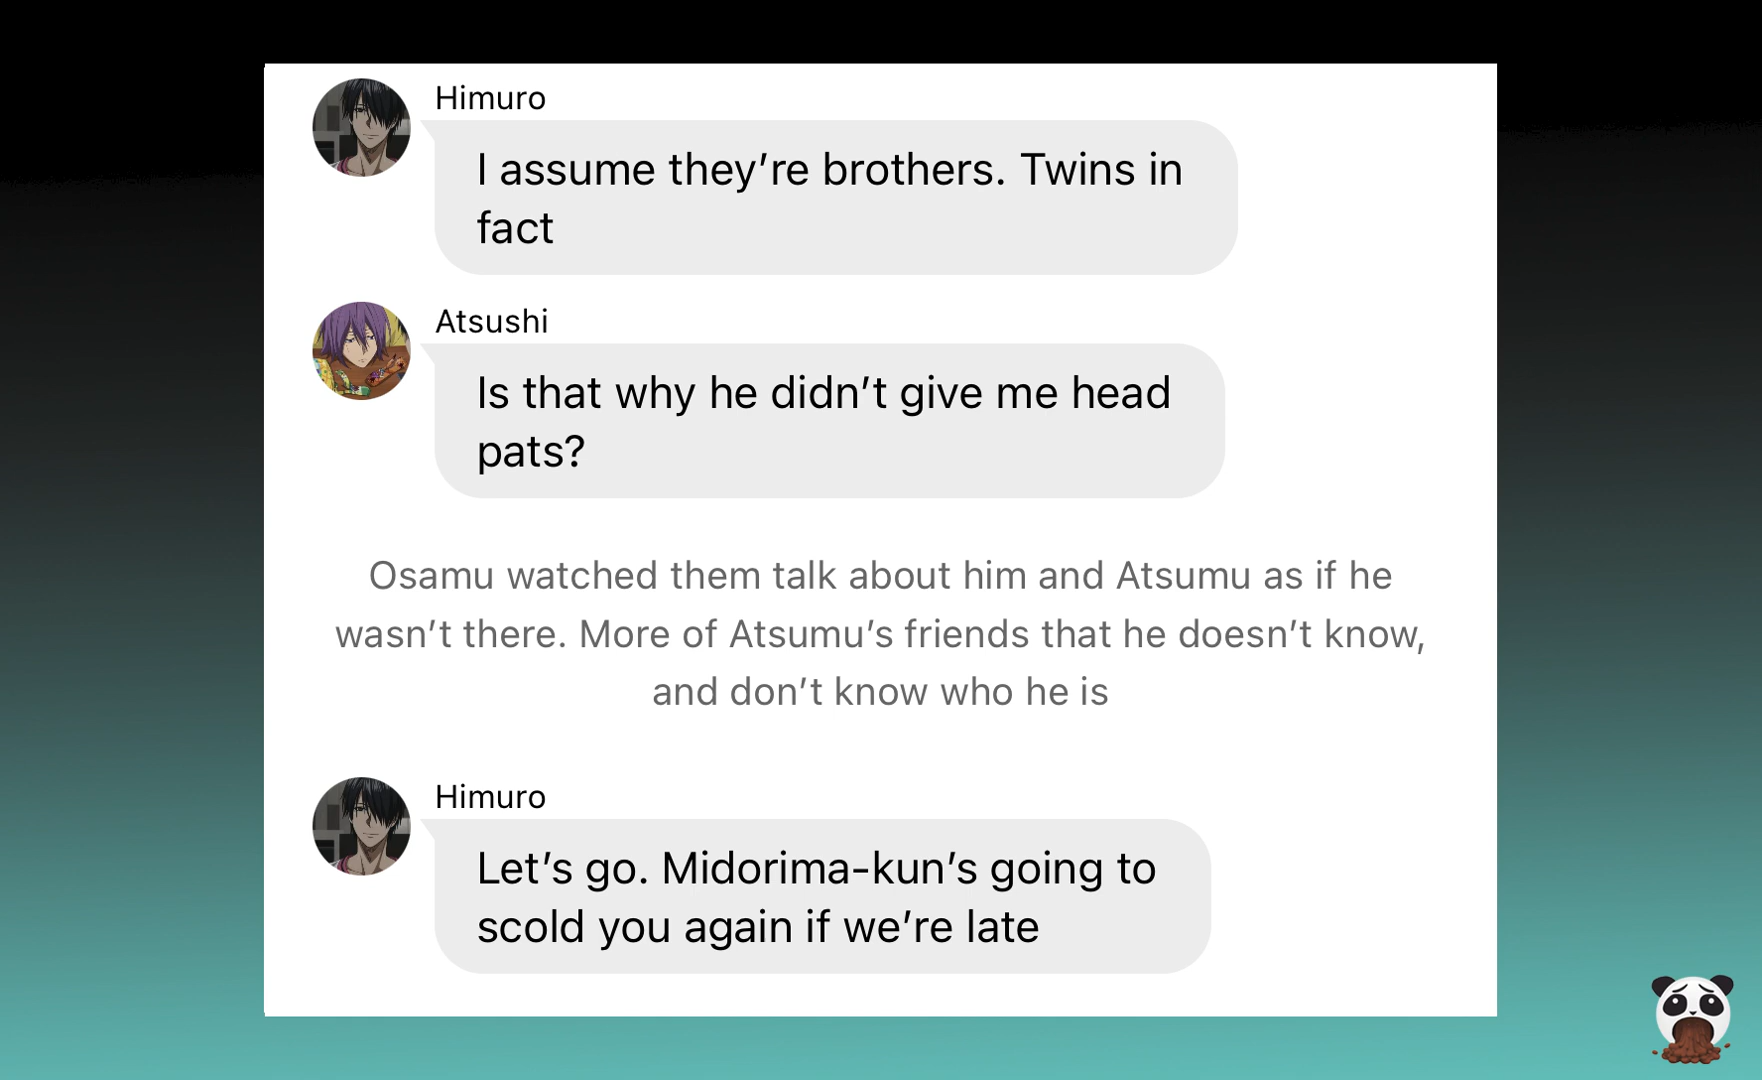 Himuro
I assume they’re brothers. Twins in
fact
Atsushi
Is that why he didn’t give me head
pats?
Osamu watched them talk about him and Atsumu as if he
wasn’t there. More of Atsumu’s friends that he doesn’t know,
and don’t know who he is
Himuro
Let’s go. Midorima-kun’s going to
scold you again if we’re late